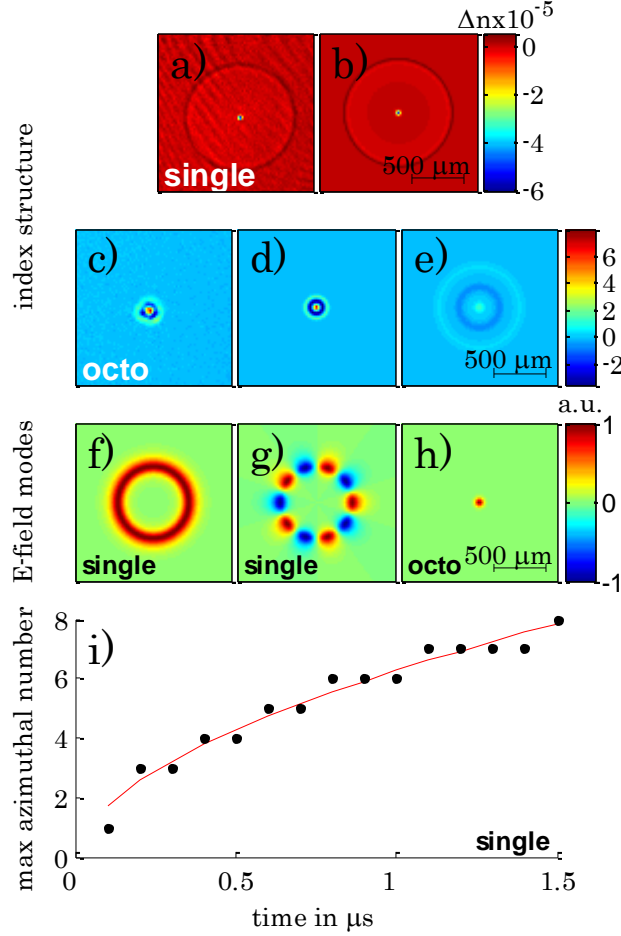 Δnx10⁻⁵
a)
b)
single
500 μm
0
-2
-4
-6
index structure
c)
d)
e)
octo
500 μm
6
4
2
0
-2
a.u.
E-field modes
f)
g)
h)
single
single
octo
500 μm
1
0
-1
max azimuthal number
i)
8
6
4
2
0
single
0
0.5
1
1.5
time in μs